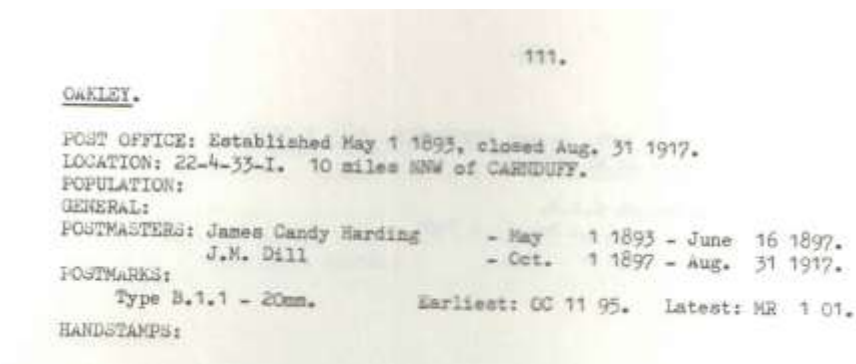 111.
OAKLEY.
POST OFFICE: Established May 1 1893, closed Aug. 31 1917.
LOCATION: 22-4-33-I. 10 miles NNW of CARNDUFF.
POPULATION:
GENERAL:
POSTMASTERS: James Candy Harding - May 1 1893 - June 16 1897.
J.M. Dill - Oct. 1 1897 - Aug. 31 1917.
POSTMARKS:
Type B.1.1 - 20mm. Earliest: OC 11 95. Latest: MR 1 01.
HANDSTAMPS: